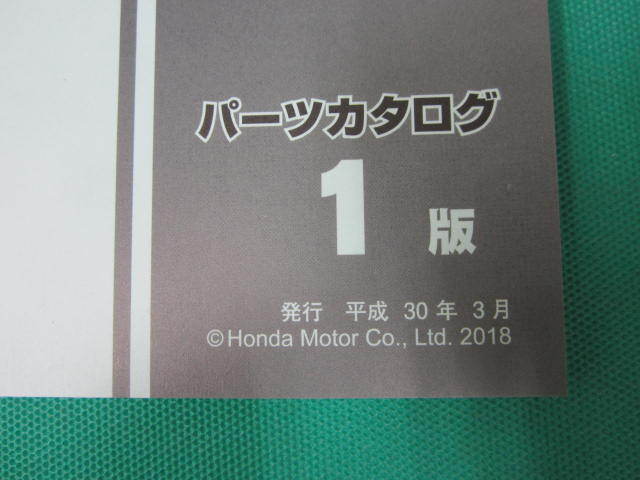 パーツカタログ
1 版
発行 平成 30 年 3 月
©Honda Motor Co., Ltd. 2018